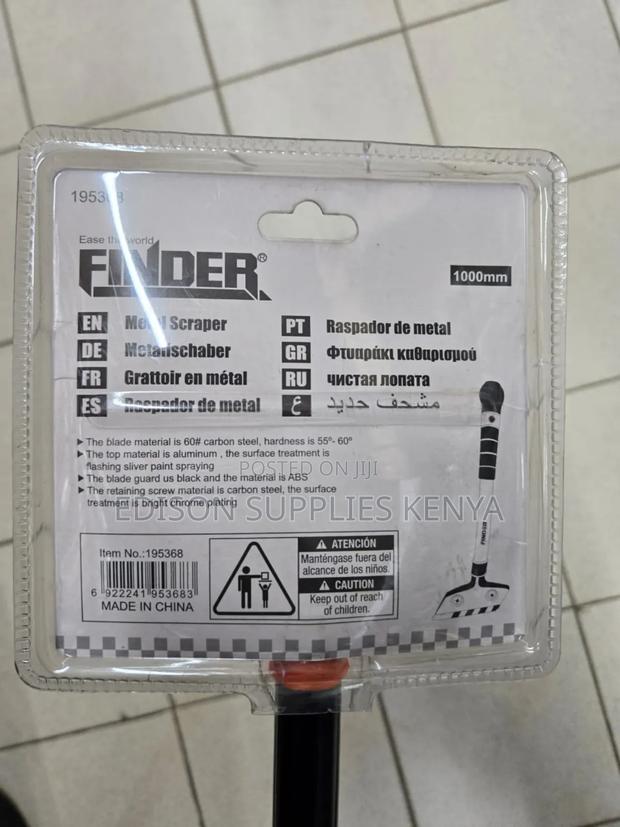 195368
Ease the world
FINDER®
1000mm
EN Metal Scraper
DE Metallschaber
FR Grattoir en métal
ES Raspador de metal
PT Raspador de metal
GR Φτυαράκι καθαρισμού
RU чистая лопата
ع مشحف حديد
▶ The blade material is 60# carbon steel, hardness is 55°- 60°
▶ The top material is aluminum , the surface treatment is
flashing sliver paint spraying
▶ The blade guard us black and the material is ABS
▶ The retaining screw material is carbon steel, the surface
treatment is bright chrome plating
POSTED ON JIJI
EDISON SUPPLIES KENYA
Item No.:195368
6 922241 953683
MADE IN CHINA
ATENCIÓN
Manténgase fuera del
alcance de los niños.
CAUTION
Keep out of reach
of children.
FINDER